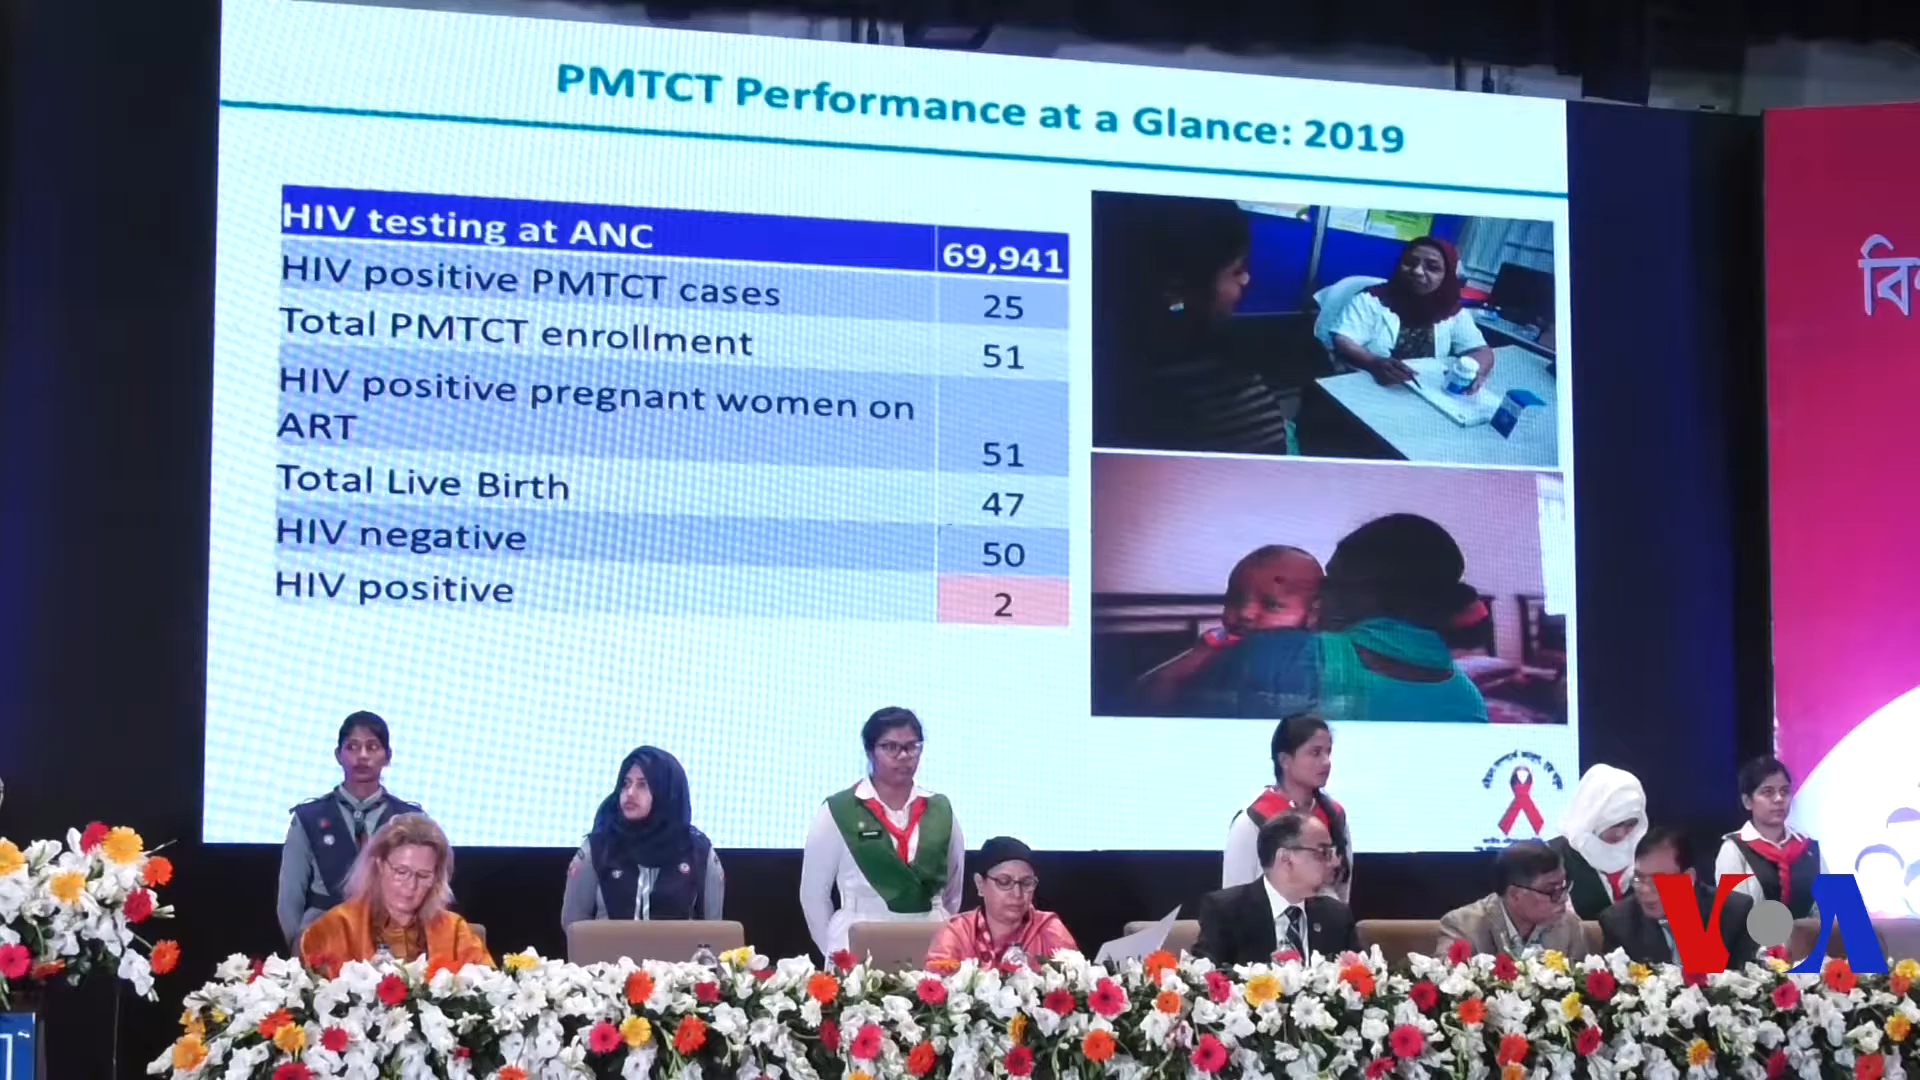 PMTCT Performance at a Glance: 2019
HIV testing at ANC 69,941
HIV positive PMTCT cases 25
Total PMTCT enrollment 51
HIV positive pregnant women on
ART 51
Total Live Birth 47
HIV negative 50
HIV positive 2
VOA